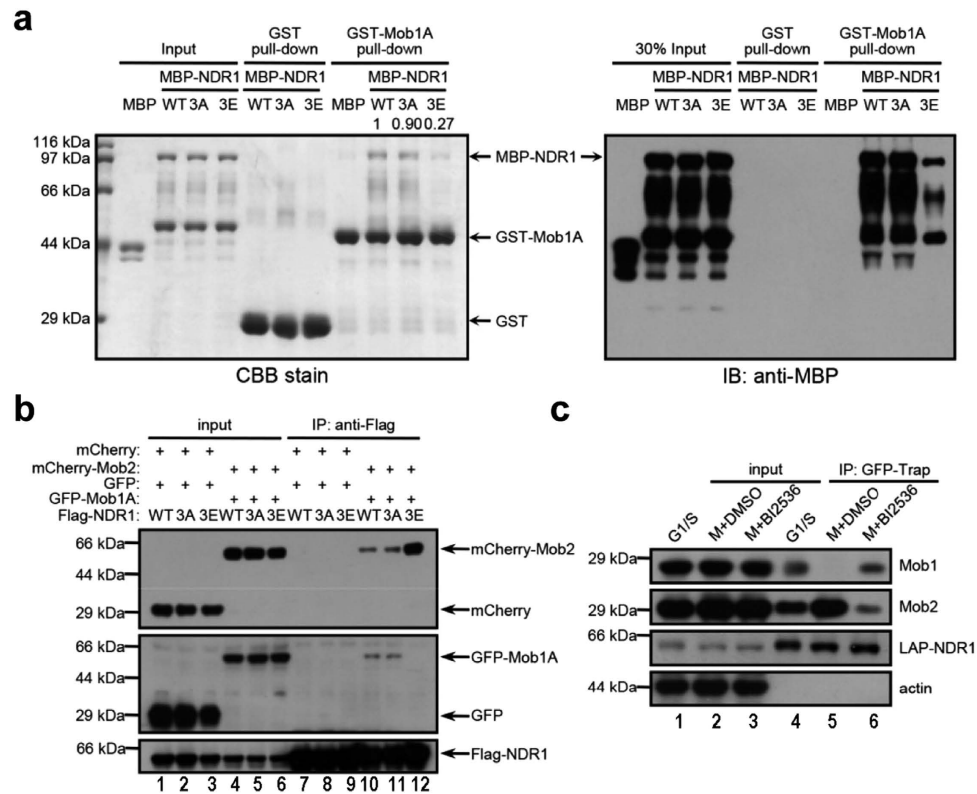 a
Input
GST
pull-down
GST-Mob1A
pull-down
MBP-NDR1 MBP-NDR1 MBP-NDR1
MBP WT 3A 3E WT 3A 3E MBP WT 3A 3E
1 0.90 0.27
116 kDa
97 kDa
66 kDa
44 kDa
29 kDa
MBP-NDR1
GST-Mob1A
GST
CBB stain
30% Input
GST
pull-down
GST-Mob1A
pull-down
MBP-NDR1 MBP-NDR1 MBP-NDR1
MBP WT 3A 3E WT 3A 3E MBP WT 3A 3E
IB: anti-MBP
b
input IP: anti-Flag
mCherry: + + + + + +
mCherry-Mob2: + + + + + +
GFP: + + + + + +
GFP-Mob1A: + + + + + +
Flag-NDR1: WT 3A 3E WT 3A 3E WT 3A 3E WT 3A 3E
66 kDa
44 kDa
29 kDa
mCherry-Mob2
mCherry
66 kDa
44 kDa
29 kDa
GFP-Mob1A
GFP
66 kDa
Flag-NDR1
1 2 3 4 5 6 7 8 9 10 11 12
c
input IP: GFP-Trap
G1/S M+DMSO M+BI2536 G1/S M+DMSO M+BI2536
29 kDa Mob1
29 kDa Mob2
66 kDa LAP-NDR1
44 kDa actin
1 2 3 4 5 6